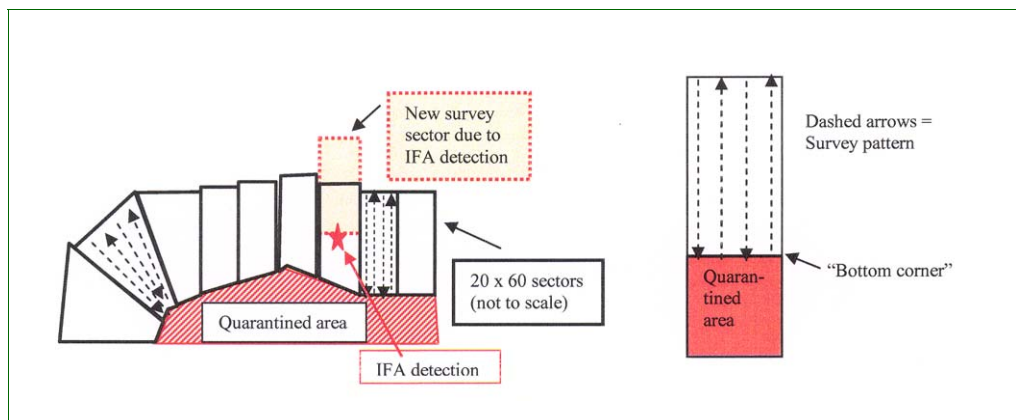 New survey
sector due to
IFA detection
20 x 60 sectors
(not to scale)
Quarantined area
IFA detection
Dashed arrows =
Survey pattern
“Bottom corner”
Quaran-
tined
area